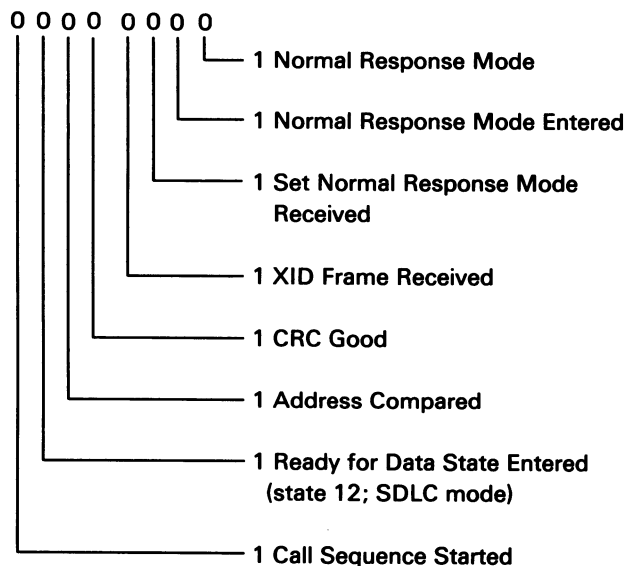 0 0 0 0 0 0 0 0
1 Normal Response Mode
1 Normal Response Mode Entered
1 Set Normal Response Mode
Received
1 XID Frame Received
1 CRC Good
1 Address Compared
1 Ready for Data State Entered
(state 12; SDLC mode)
1 Call Sequence Started